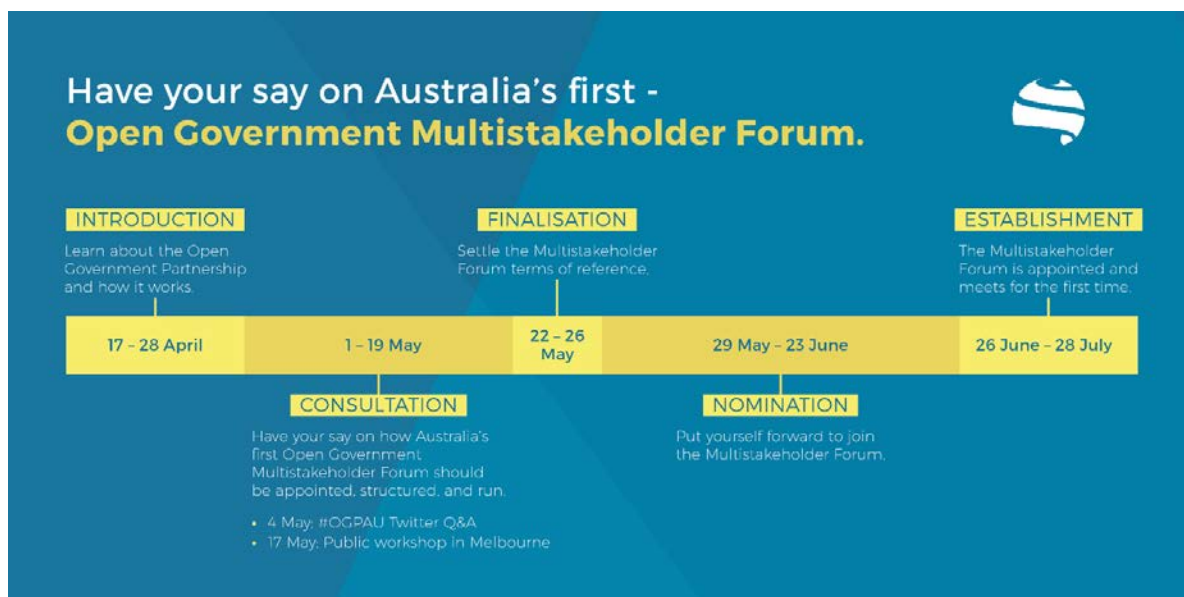 Have your say on Australia's first -
Open Government Multistakeholder Forum.
INTRODUCTION
Learn about the Open
Government Partnership
and how it works.
FINALISATION
Settle the Multistakeholder
Forum terms of reference.
ESTABLISHMENT
The Multistakeholder
Forum is appointed and
meets for the first time.
17 – 28 April
1 – 19 May
22 – 26
May
29 May – 23 June
26 June – 28 July
CONSULTATION
Have your say on how Australia's
first Open Government
Multistakeholder Forum should
be appointed, structured, and run.
• 4 May: #OGPAU Twitter Q&A
• 17 May: Public workshop in Melbourne
NOMINATION
Put yourself forward to join
the Multistakeholder Forum.